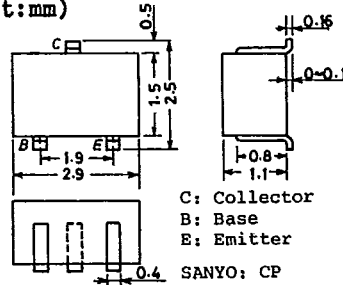 t:mm)
C
0.5
1.5
2.5
B
E
1.9
2.9
0.16
0~0.1
0.8
1.1
0.4
C: Collector
B: Base
E: Emitter
SANYO: CP